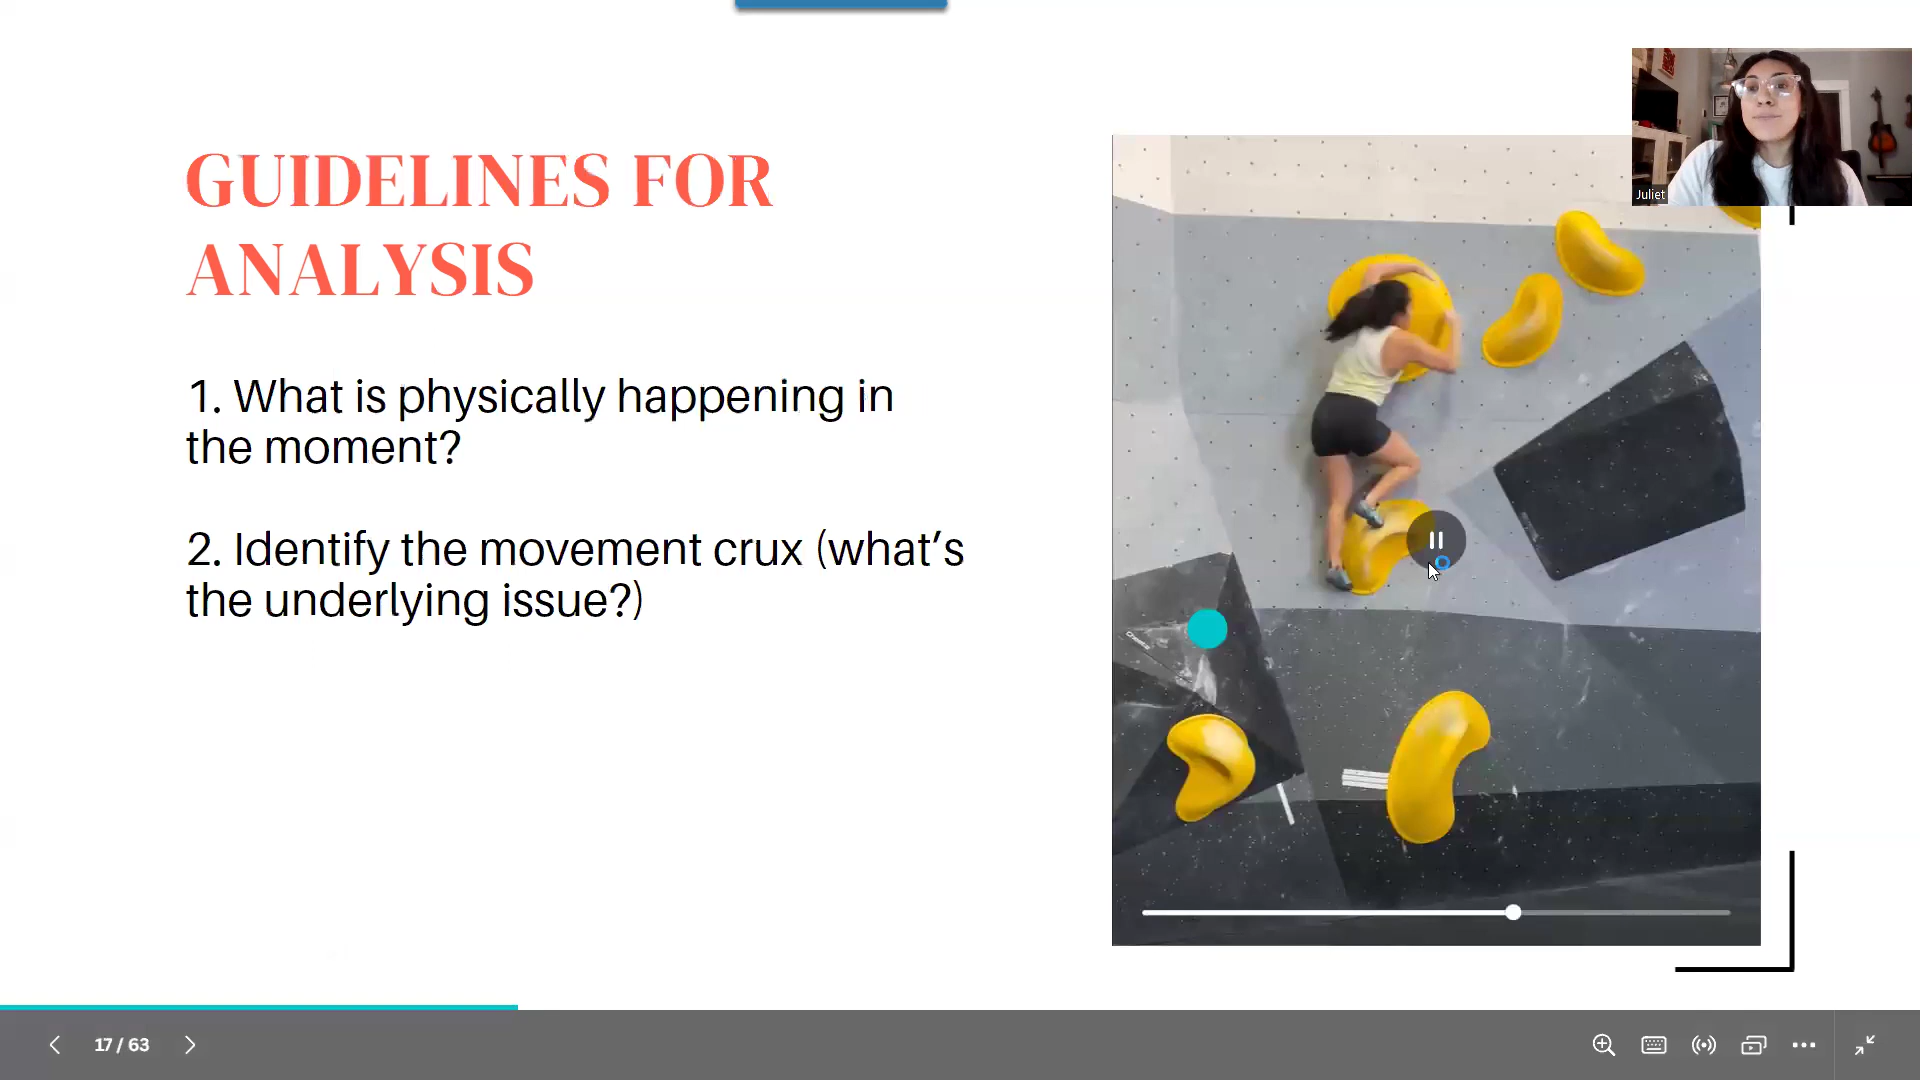 Juliet
GUIDELINES FOR
ANALYSIS
1. What is physically happening in
the moment?
2. Identify the movement crux (what's
the underlying issue?)
17 / 63